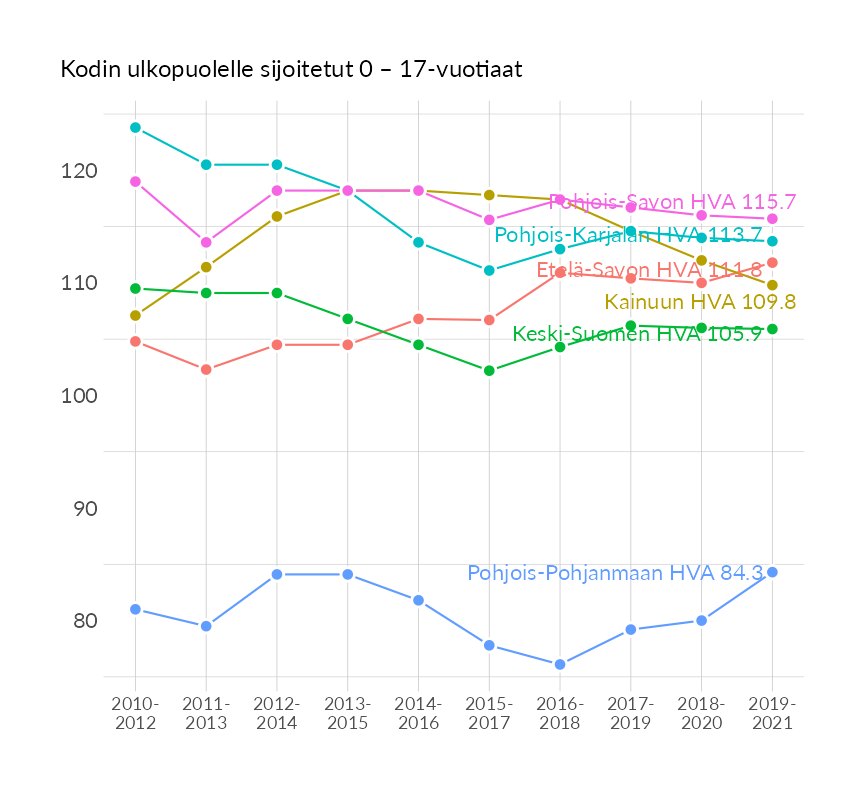 Kodin ulkopuolelle sijoitetut 0 – 17-vuotiaat
120
Pohjois-Savon HVA 115.7
Pohjois-Karjalan HVA 113.7
Etelä-Savon HVA 111.8
110
Kainuun HVA 109.8
Keski-Suomen HVA 105.9
100
90
Pohjois-Pohjanmaan HVA 84.3
80
2010- 2011- 2012- 2013- 2014- 2015- 2016- 2017- 2018- 2019-
2012 2013 2014 2015 2016 2017 2018 2019 2020 2021